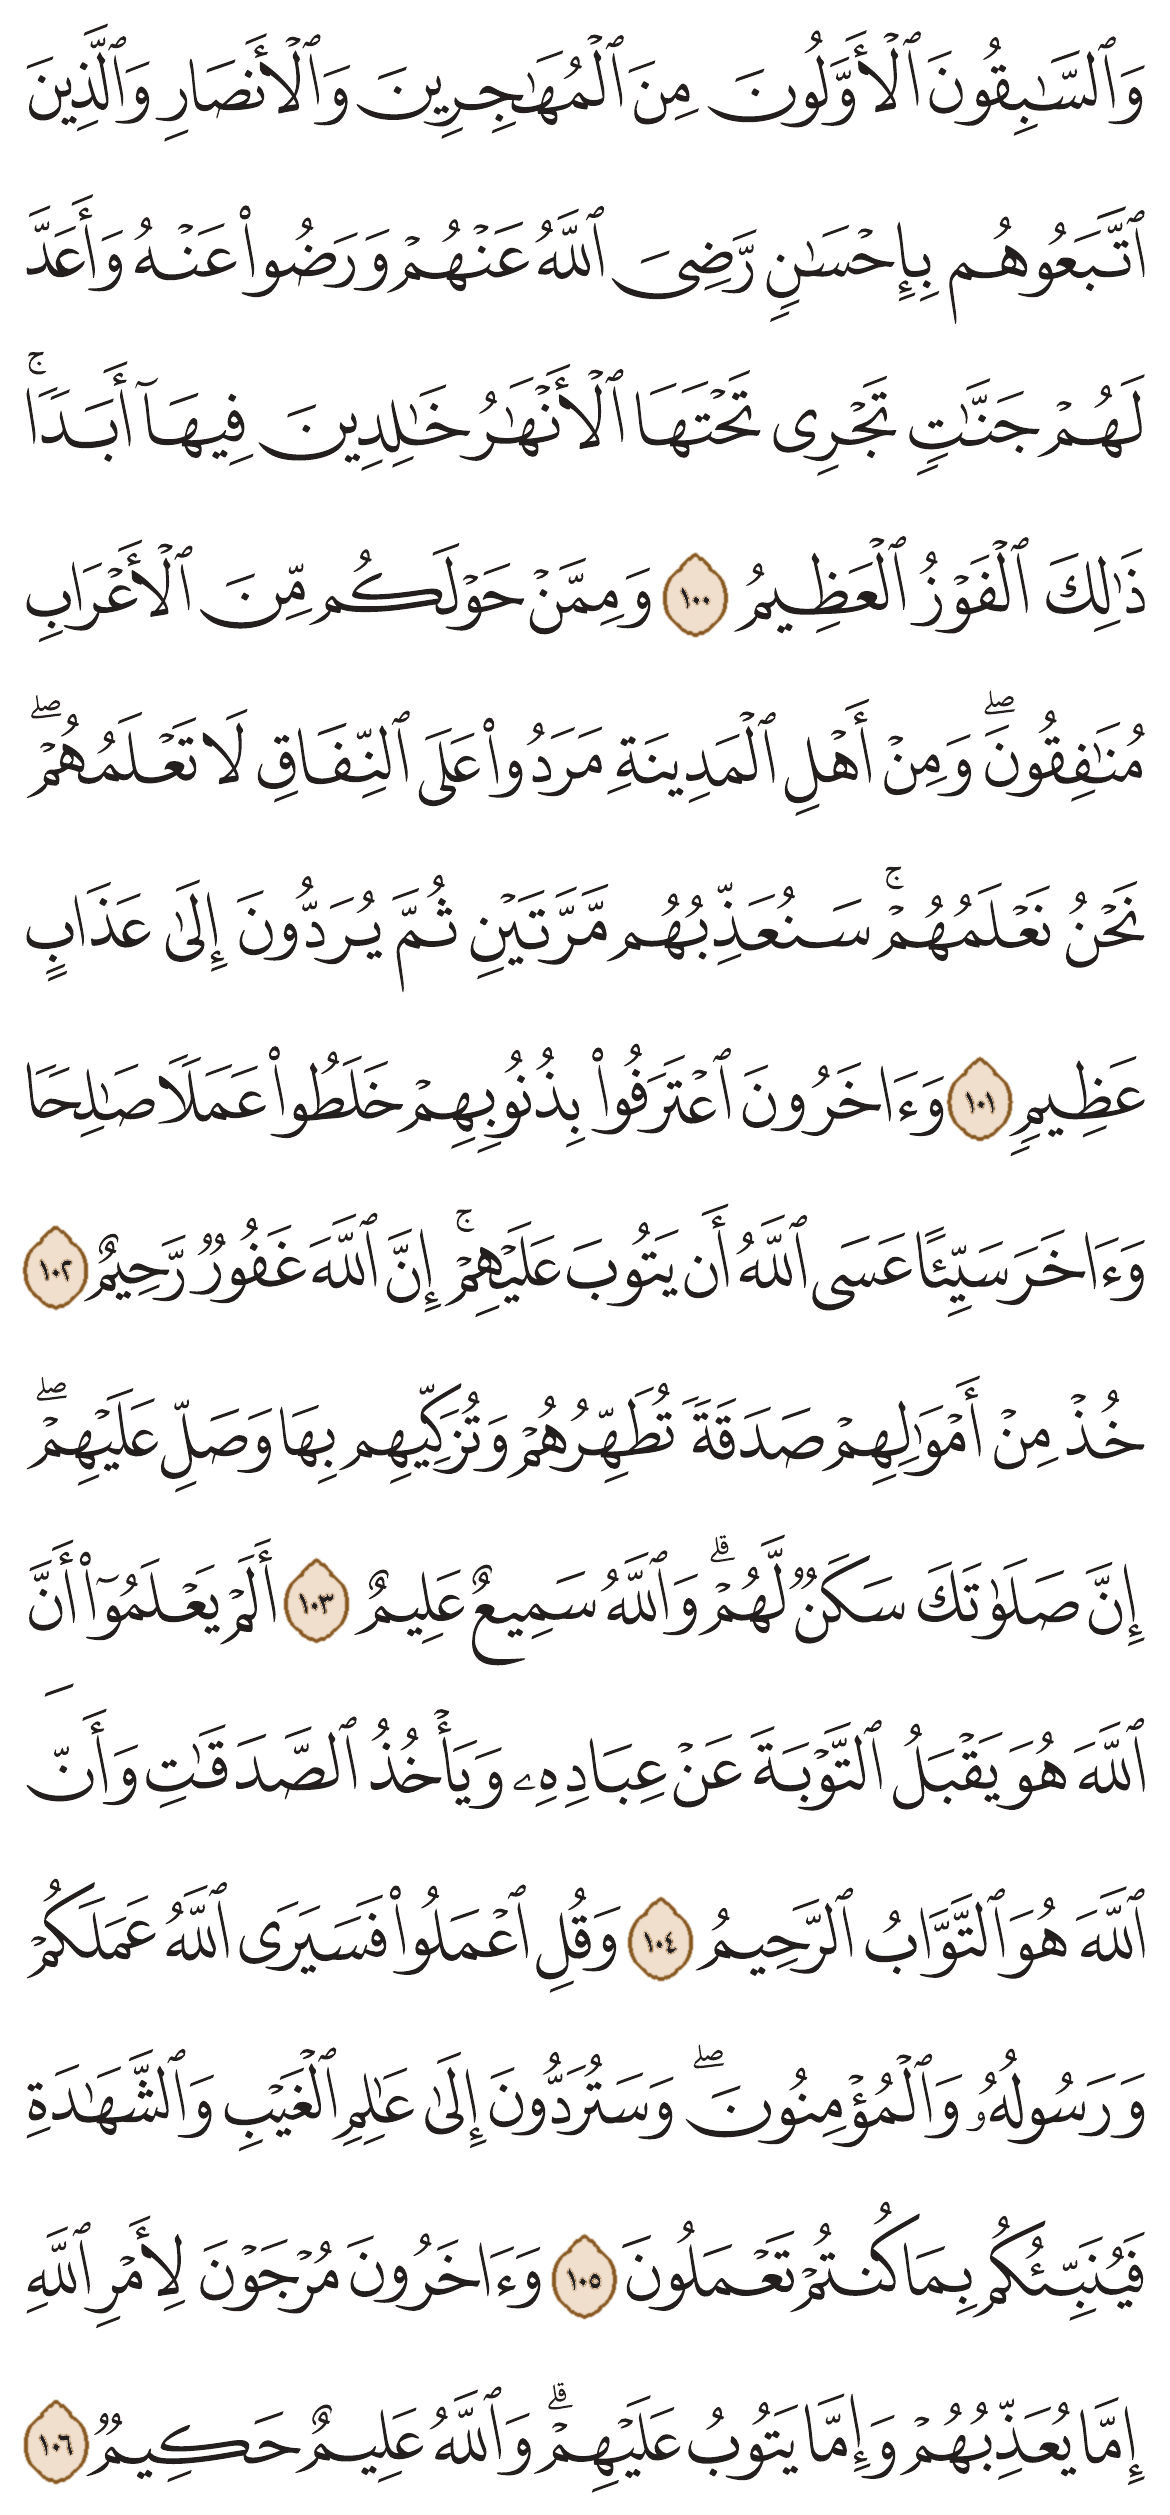 وَٱلسَّٰبِقُونَ ٱلْأَوَّلُونَ مِنَ ٱلْمُهَٰجِرِينَ وَٱلْأَنصَارِ وَٱلَّذِينَ
ٱتَّبَعُوهُم بِإِحْسَٰنٍ رَّضِىَ ٱللَّهُ عَنْهُمْ وَرَضُوا۟ عَنْهُ وَأَعَدَّ
لَهُمْ جَنَّٰتٍ تَجْرِى تَحْتَهَا ٱلْأَنْهَٰرُ خَٰلِدِينَ فِيهَآ أَبَدًا ۚ
ذَٰلِكَ ٱلْفَوْزُ ٱلْعَظِيمُ ١٠٠ وَمِمَّنْ حَوْلَكُم مِّنَ ٱلْأَعْرَابِ
مُنَٰفِقُونَ ۖ وَمِنْ أَهْلِ ٱلْمَدِينَةِ مَرَدُوا۟ عَلَى ٱلنِّفَاقِ لَا تَعْلَمُهُمْ ۖ
نَحْنُ نَعْلَمُهُمْ ۚ سَنُعَذِّبُهُم مَّرَّتَيْنِ ثُمَّ يُرَدُّونَ إِلَىٰ عَذَابٍ
عَظِيمٍ ١٠١ وَءَاخَرُونَ ٱعْتَرَفُوا۟ بِذُنُوبِهِمْ خَلَطُوا۟ عَمَلًا صَٰلِحًا
وَءَاخَرَ سَيِّئًا عَسَى ٱللَّهُ أَن يَتُوبَ عَلَيْهِمْ ۚ إِنَّ ٱللَّهَ غَفُورٌ رَّحِيمٌ ١٠٢
خُذْ مِنْ أَمْوَٰلِهِمْ صَدَقَةً تُطَهِّرُهُمْ وَتُزَكِّيهِم بِهَا وَصَلِّ عَلَيْهِمْ ۖ
إِنَّ صَلَوٰتَكَ سَكَنٌ لَّهُمْ ۗ وَٱللَّهُ سَمِيعٌ عَلِيمٌ ١٠٣ أَلَمْ يَعْلَمُوٓا۟ أَنَّ
ٱللَّهَ هُوَ يَقْبَلُ ٱلتَّوْبَةَ عَنْ عِبَادِهِۦ وَيَأْخُذُ ٱلصَّدَقَٰتِ وَأَنَّ
ٱللَّهَ هُوَ ٱلتَّوَّابُ ٱلرَّحِيمُ ١٠٤ وَقُلِ ٱعْمَلُوا۟ فَسَيَرَى ٱللَّهُ عَمَلَكُمْ
وَرَسُولُهُۥ وَٱلْمُؤْمِنُونَ ۖ وَسَتُرَدُّونَ إِلَىٰ عَٰلِمِ ٱلْغَيْبِ وَٱلشَّهَٰدَةِ
فَيُنَبِّئُكُم بِمَا كُنتُمْ تَعْمَلُونَ ١٠٥ وَءَاخَرُونَ مُرْجَوْنَ لِأَمْرِ ٱللَّهِ
إِمَّا يُعَذِّبُهُمْ وَإِمَّا يَتُوبُ عَلَيْهِمْ ۗ وَٱللَّهُ عَلِيمٌ حَكِيمٌ ١٠٦